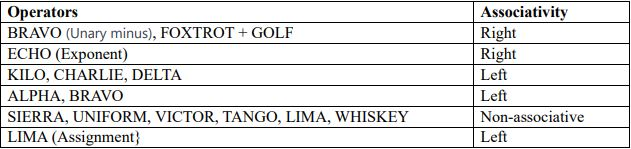 Operators Associativity
BRAVO (Unary minus), FOXTROT + GOLF Right
ECHO (Exponent) Right
KILO, CHARLIE, DELTA Left
ALPHA, BRAVO Left
SIERRA, UNIFORM, VICTOR, TANGO, LIMA, WHISKEY Non-associative
LIMA (Assignment} Left